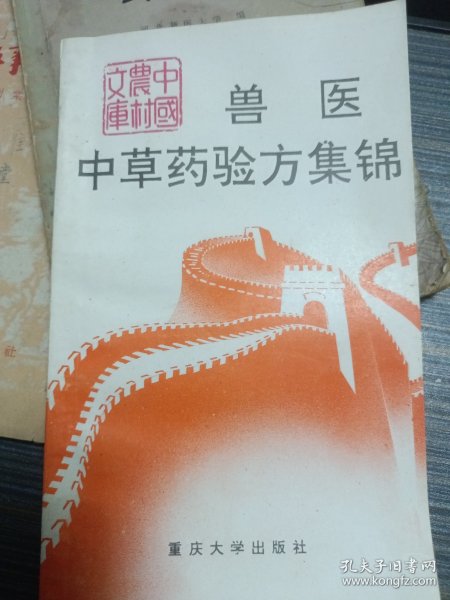 中國
農村
文庫
兽医
中草药验方集锦
重庆大学出版社
社
孔夫子旧书网
www.kongfz.com